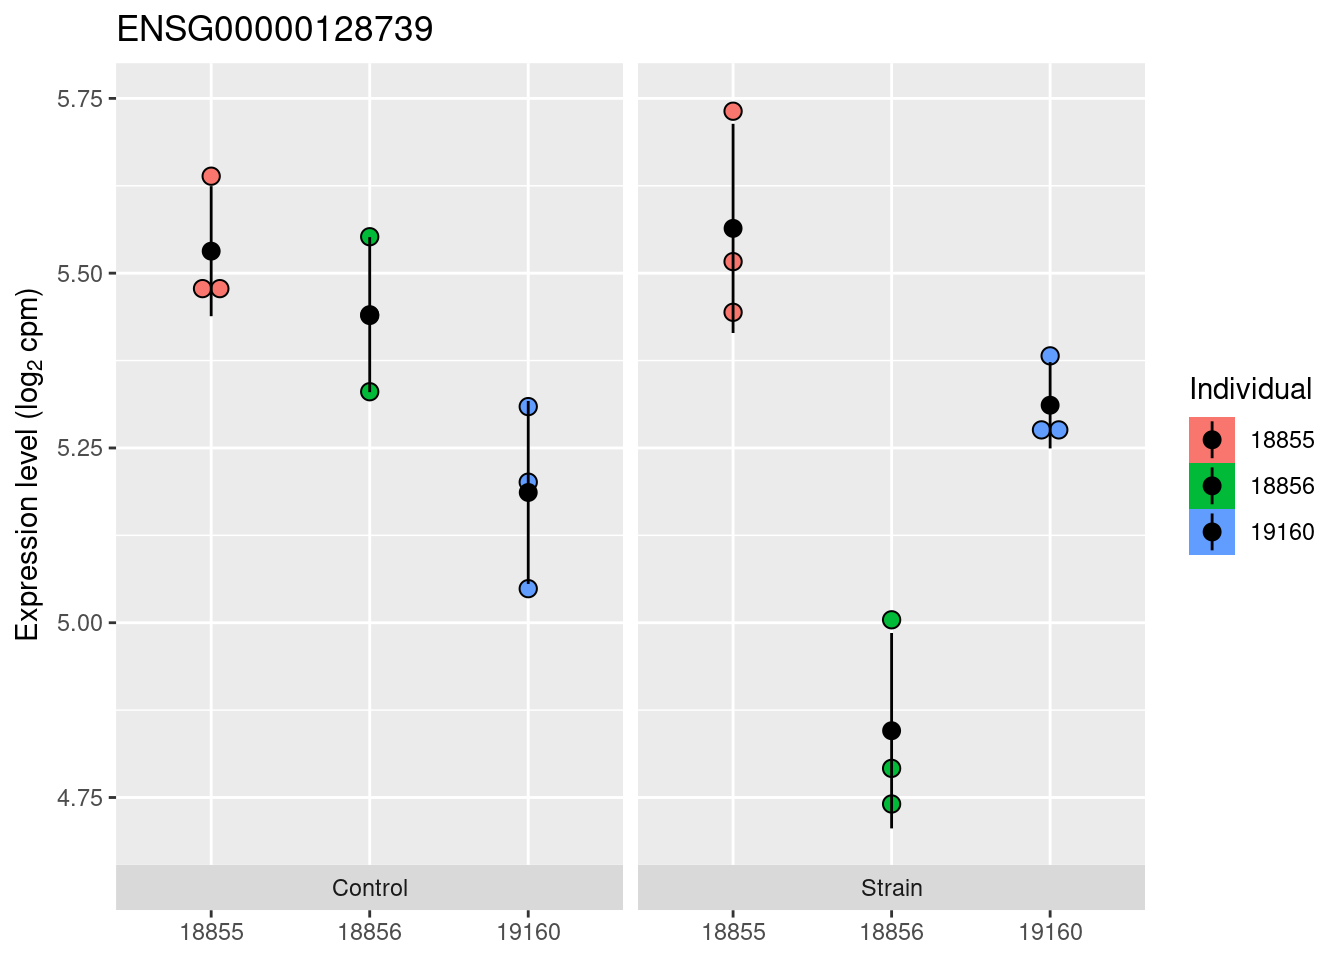 ENSG00000128739
Expression level (log₂ cpm)
5.75
5.50
5.25
5.00
4.75
Control
Strain
18855
18856
19160
18855
18856
19160
Individual
18855
18856
19160